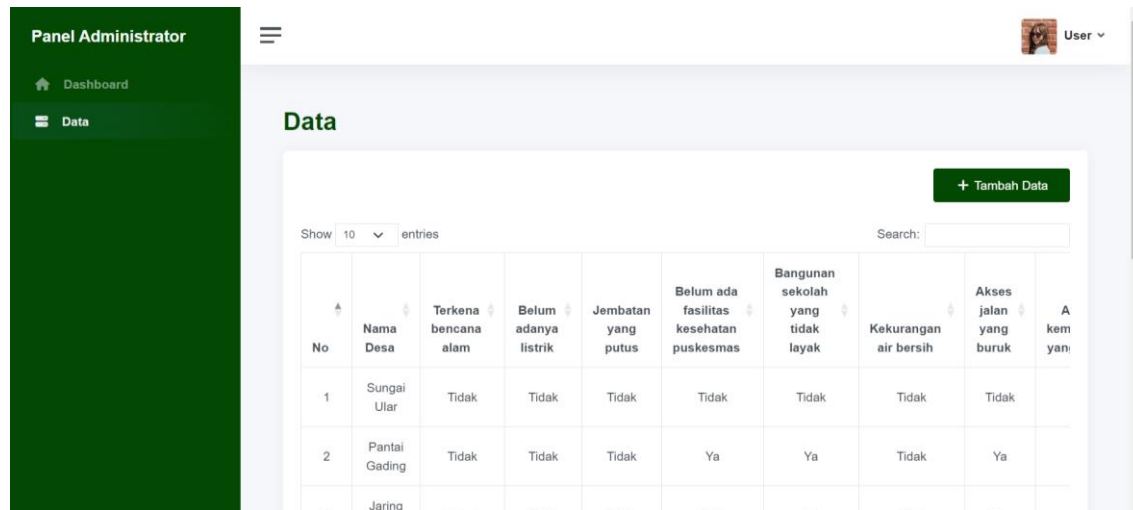 Panel Administrator
User
Dashboard
Data
Data
+ Tambah Data
Show 10 entries
Search:
No
Nama
Desa
Terkena
bencana
alam
Belum
adanya
listrik
Jembatan
yang
putus
Belum ada
fasilitas
kesehatan
puskesmas
Bangunan
sekolah
yang
tidak
layak
Kekurangan
air bersih
Akses
jalan
yang
buruk
A
kem
yang
1
Sungai
Ular
Tidak
Tidak
Tidak
Tidak
Tidak
Tidak
Tidak
2
Pantai
Gading
Tidak
Tidak
Tidak
Ya
Ya
Tidak
Ya
Jaring